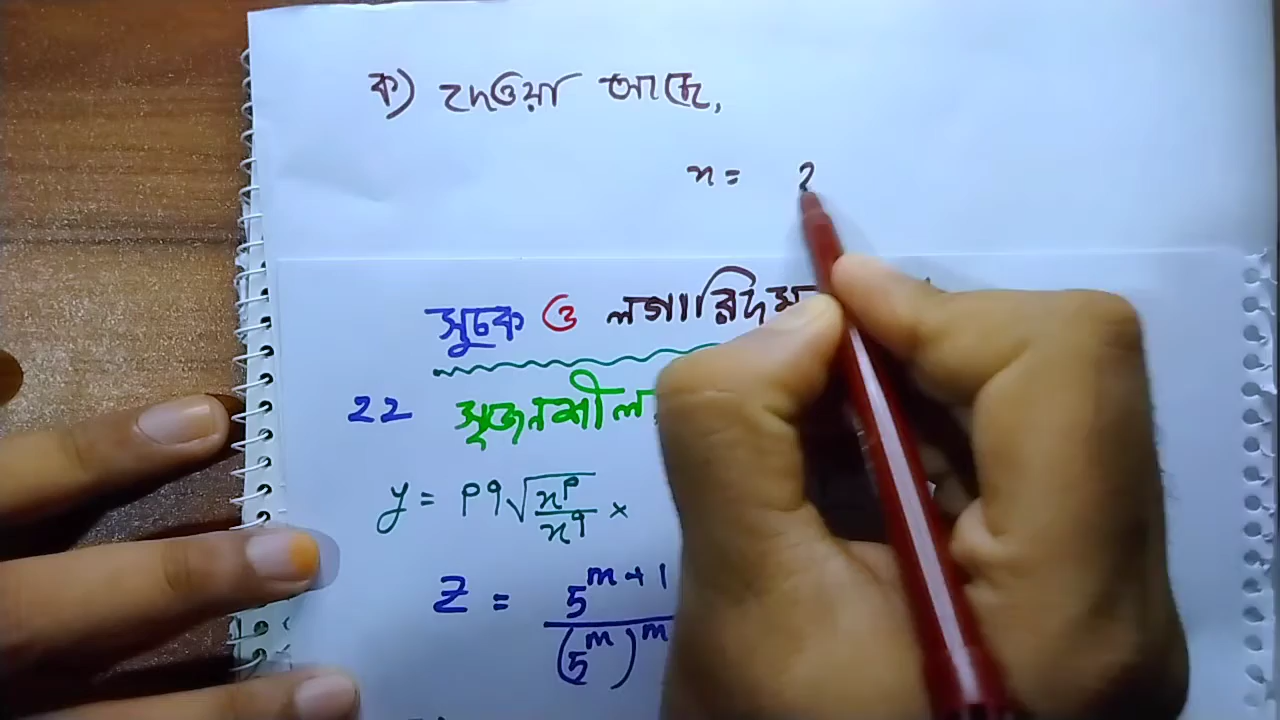 ক) দেওয়া আছে,
x = 2
সূচক ও লগারিদম
22 সৃজনশীল
y = pq√(x^p/x^q) ×
Z = 5^(m+1)/(5^m)^m